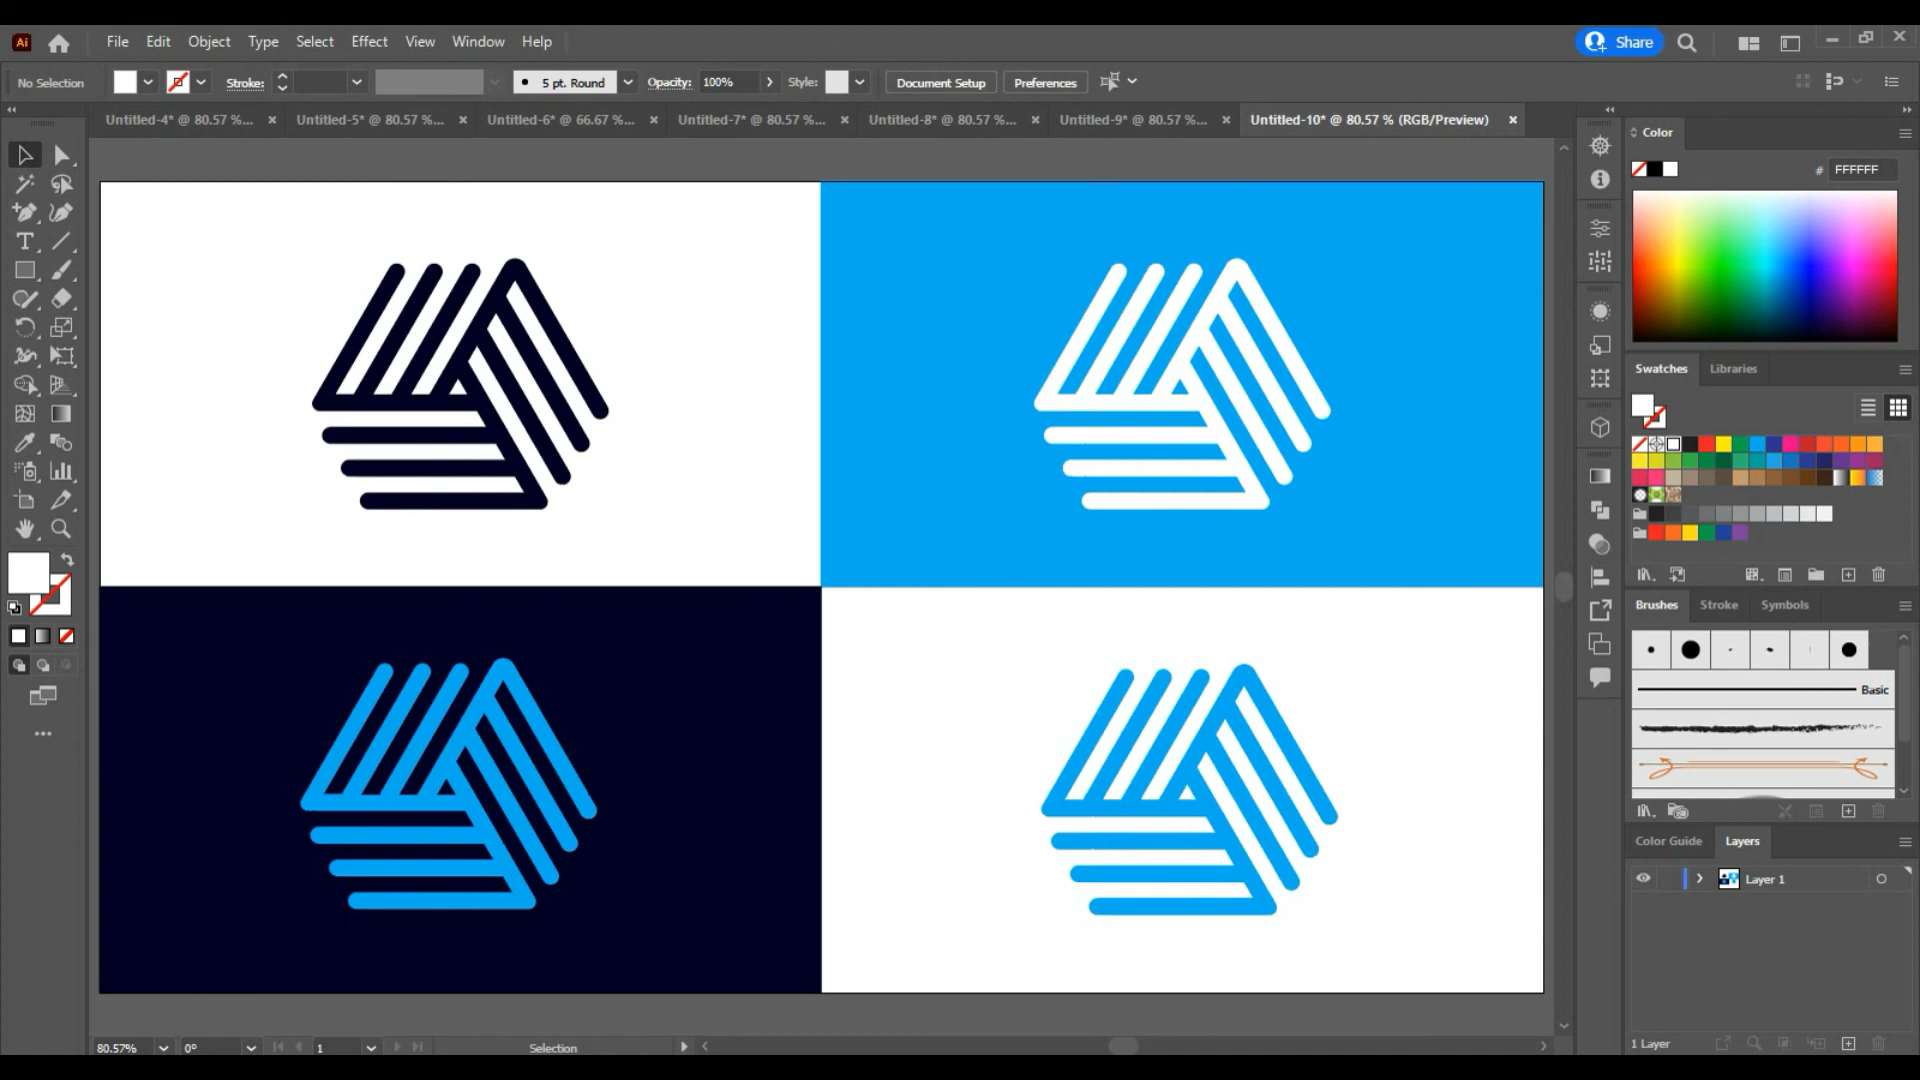 Ai File Edit Object Type Select Effect View Window Help Share
No Selection Stroke: 5 pt. Round Opacity: 100% Style: Document Setup Preferences
Untitled-4* @ 80.57 %... Untitled-5* @ 80.57 %... Untitled-6* @ 66.67 %... Untitled-7* @ 80.57 %... Untitled-8* @ 80.57 %... Untitled-9* @ 80.57 %... Untitled-10* @ 80.57 % (RGB/Preview)
Color
# FFFFFF
Swatches Libraries
Brushes Stroke Symbols
Basic
Color Guide Layers
Layer 1
1 Layer
80.57% 0° 1 Selection